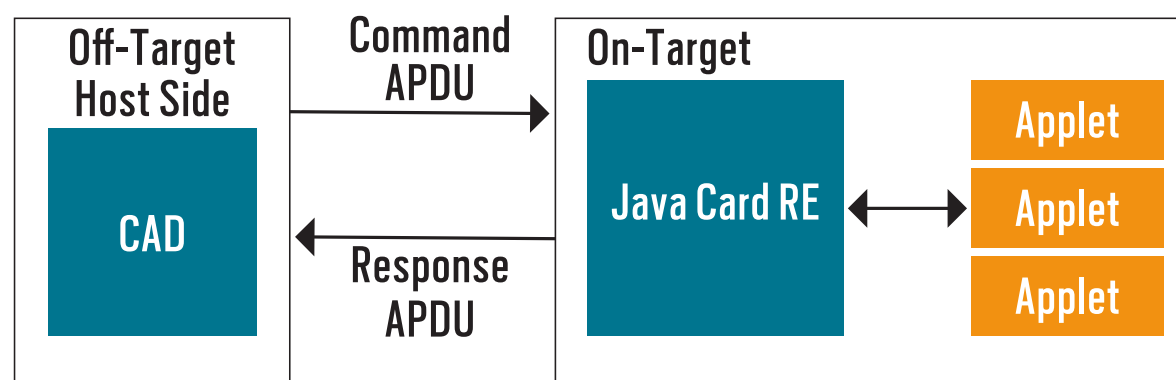 Off-Target
Host Side
CAD
Command
APDU
Response
APDU
On-Target
Java Card RE
Applet
Applet
Applet